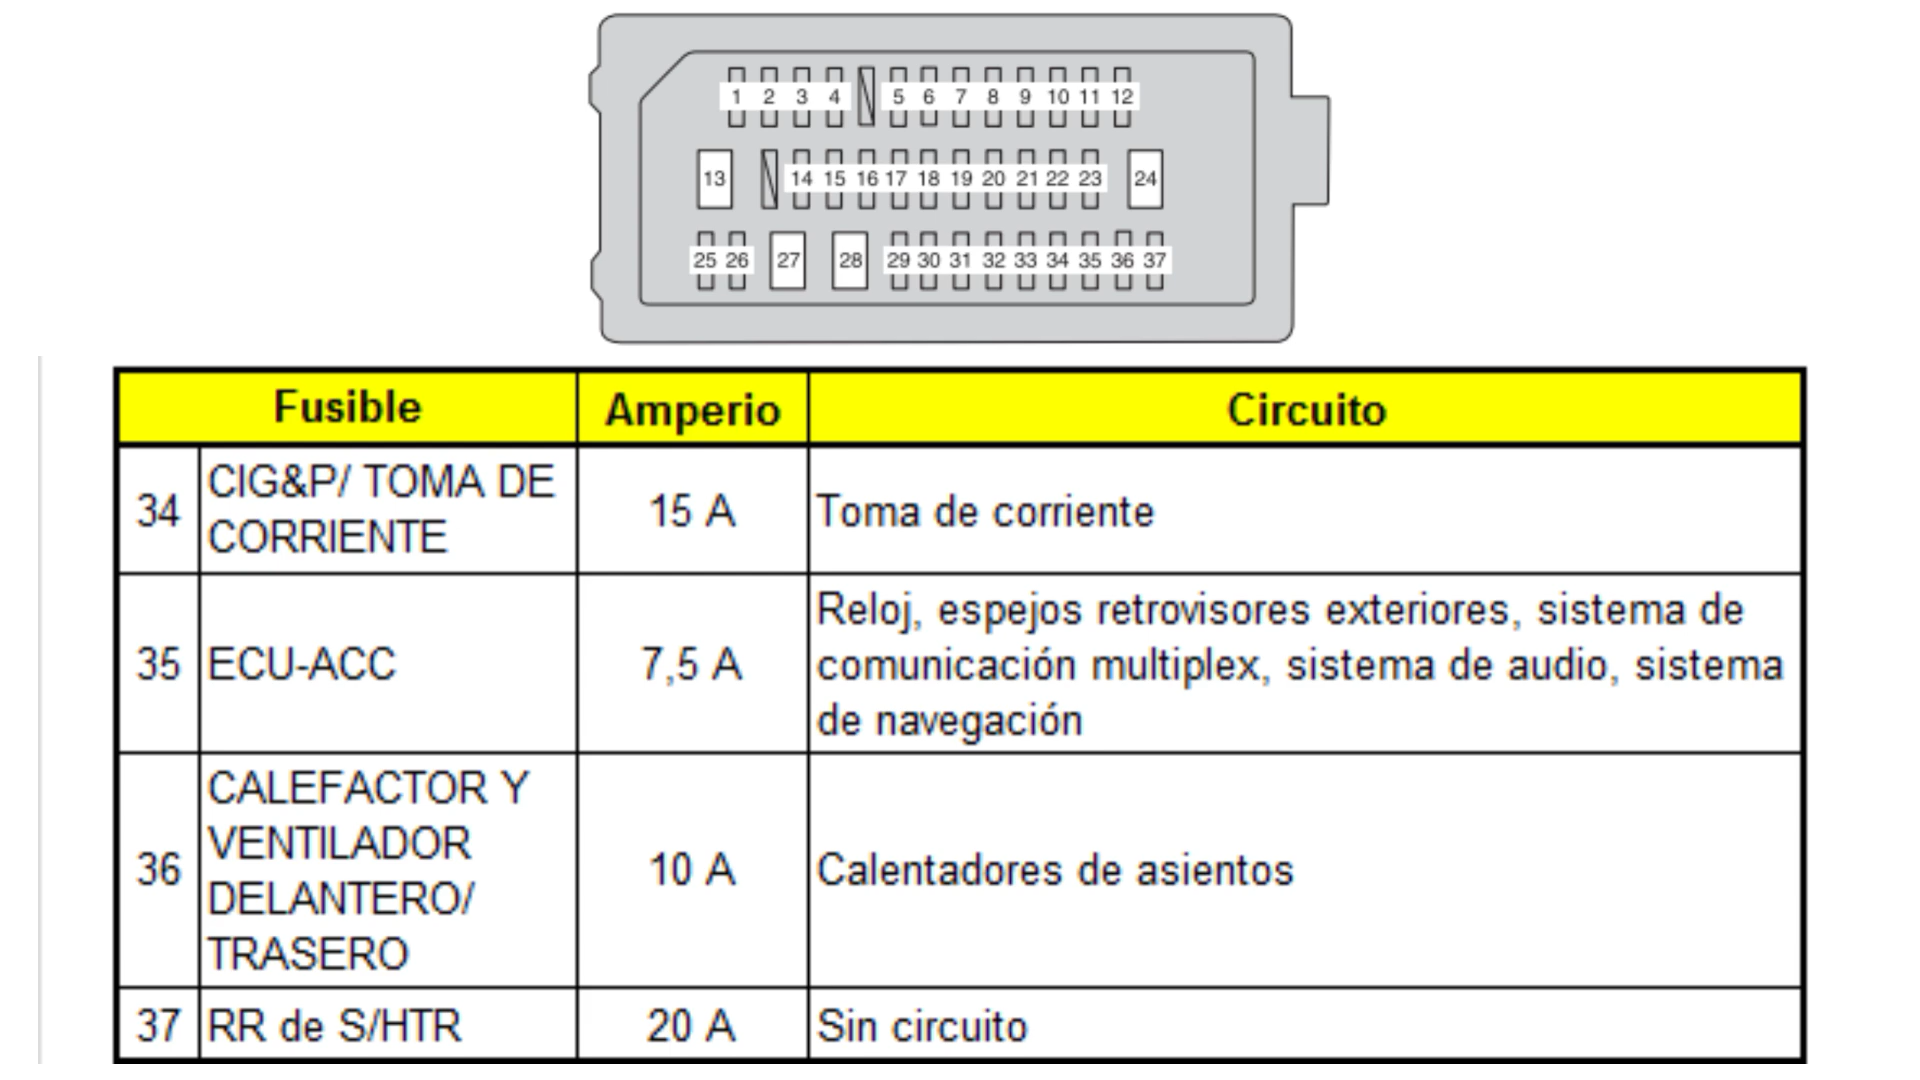 1 2 3 4 5 6 7 8 9 10 11 12
13 14 15 16 17 18 19 20 21 22 23 24
25 26 27 28 29 30 31 32 33 34 35 36 37
Fusible Amperio Circuito
34 CIG&P/ TOMA DE
CORRIENTE 15 A Toma de corriente
35 ECU-ACC 7,5 A Reloj, espejos retrovisores exteriores, sistema de
comunicación multiplex, sistema de audio, sistema
de navegación
36 CALEFACTOR Y
VENTILADOR
DELANTERO/
TRASERO 10 A Calentadores de asientos
37 RR de S/HTR 20 A Sin circuito